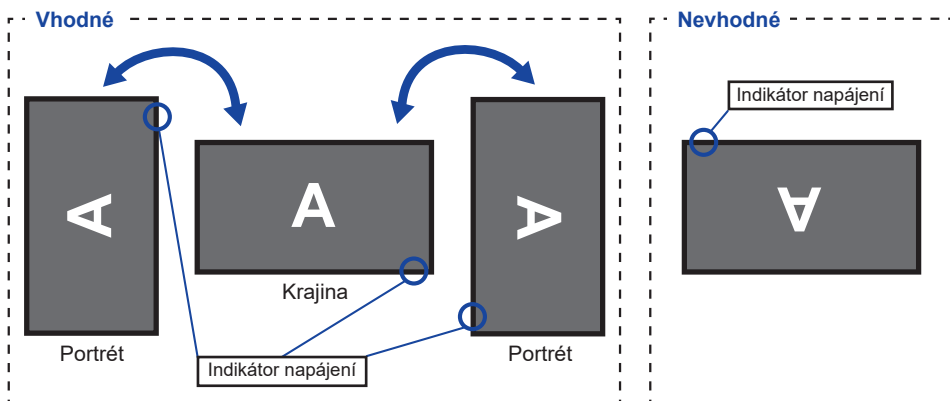 Vhodné
Nevhodné
Indikátor napájení
A
A
A
A
Krajina
Portrét
Portrét
Indikátor napájení